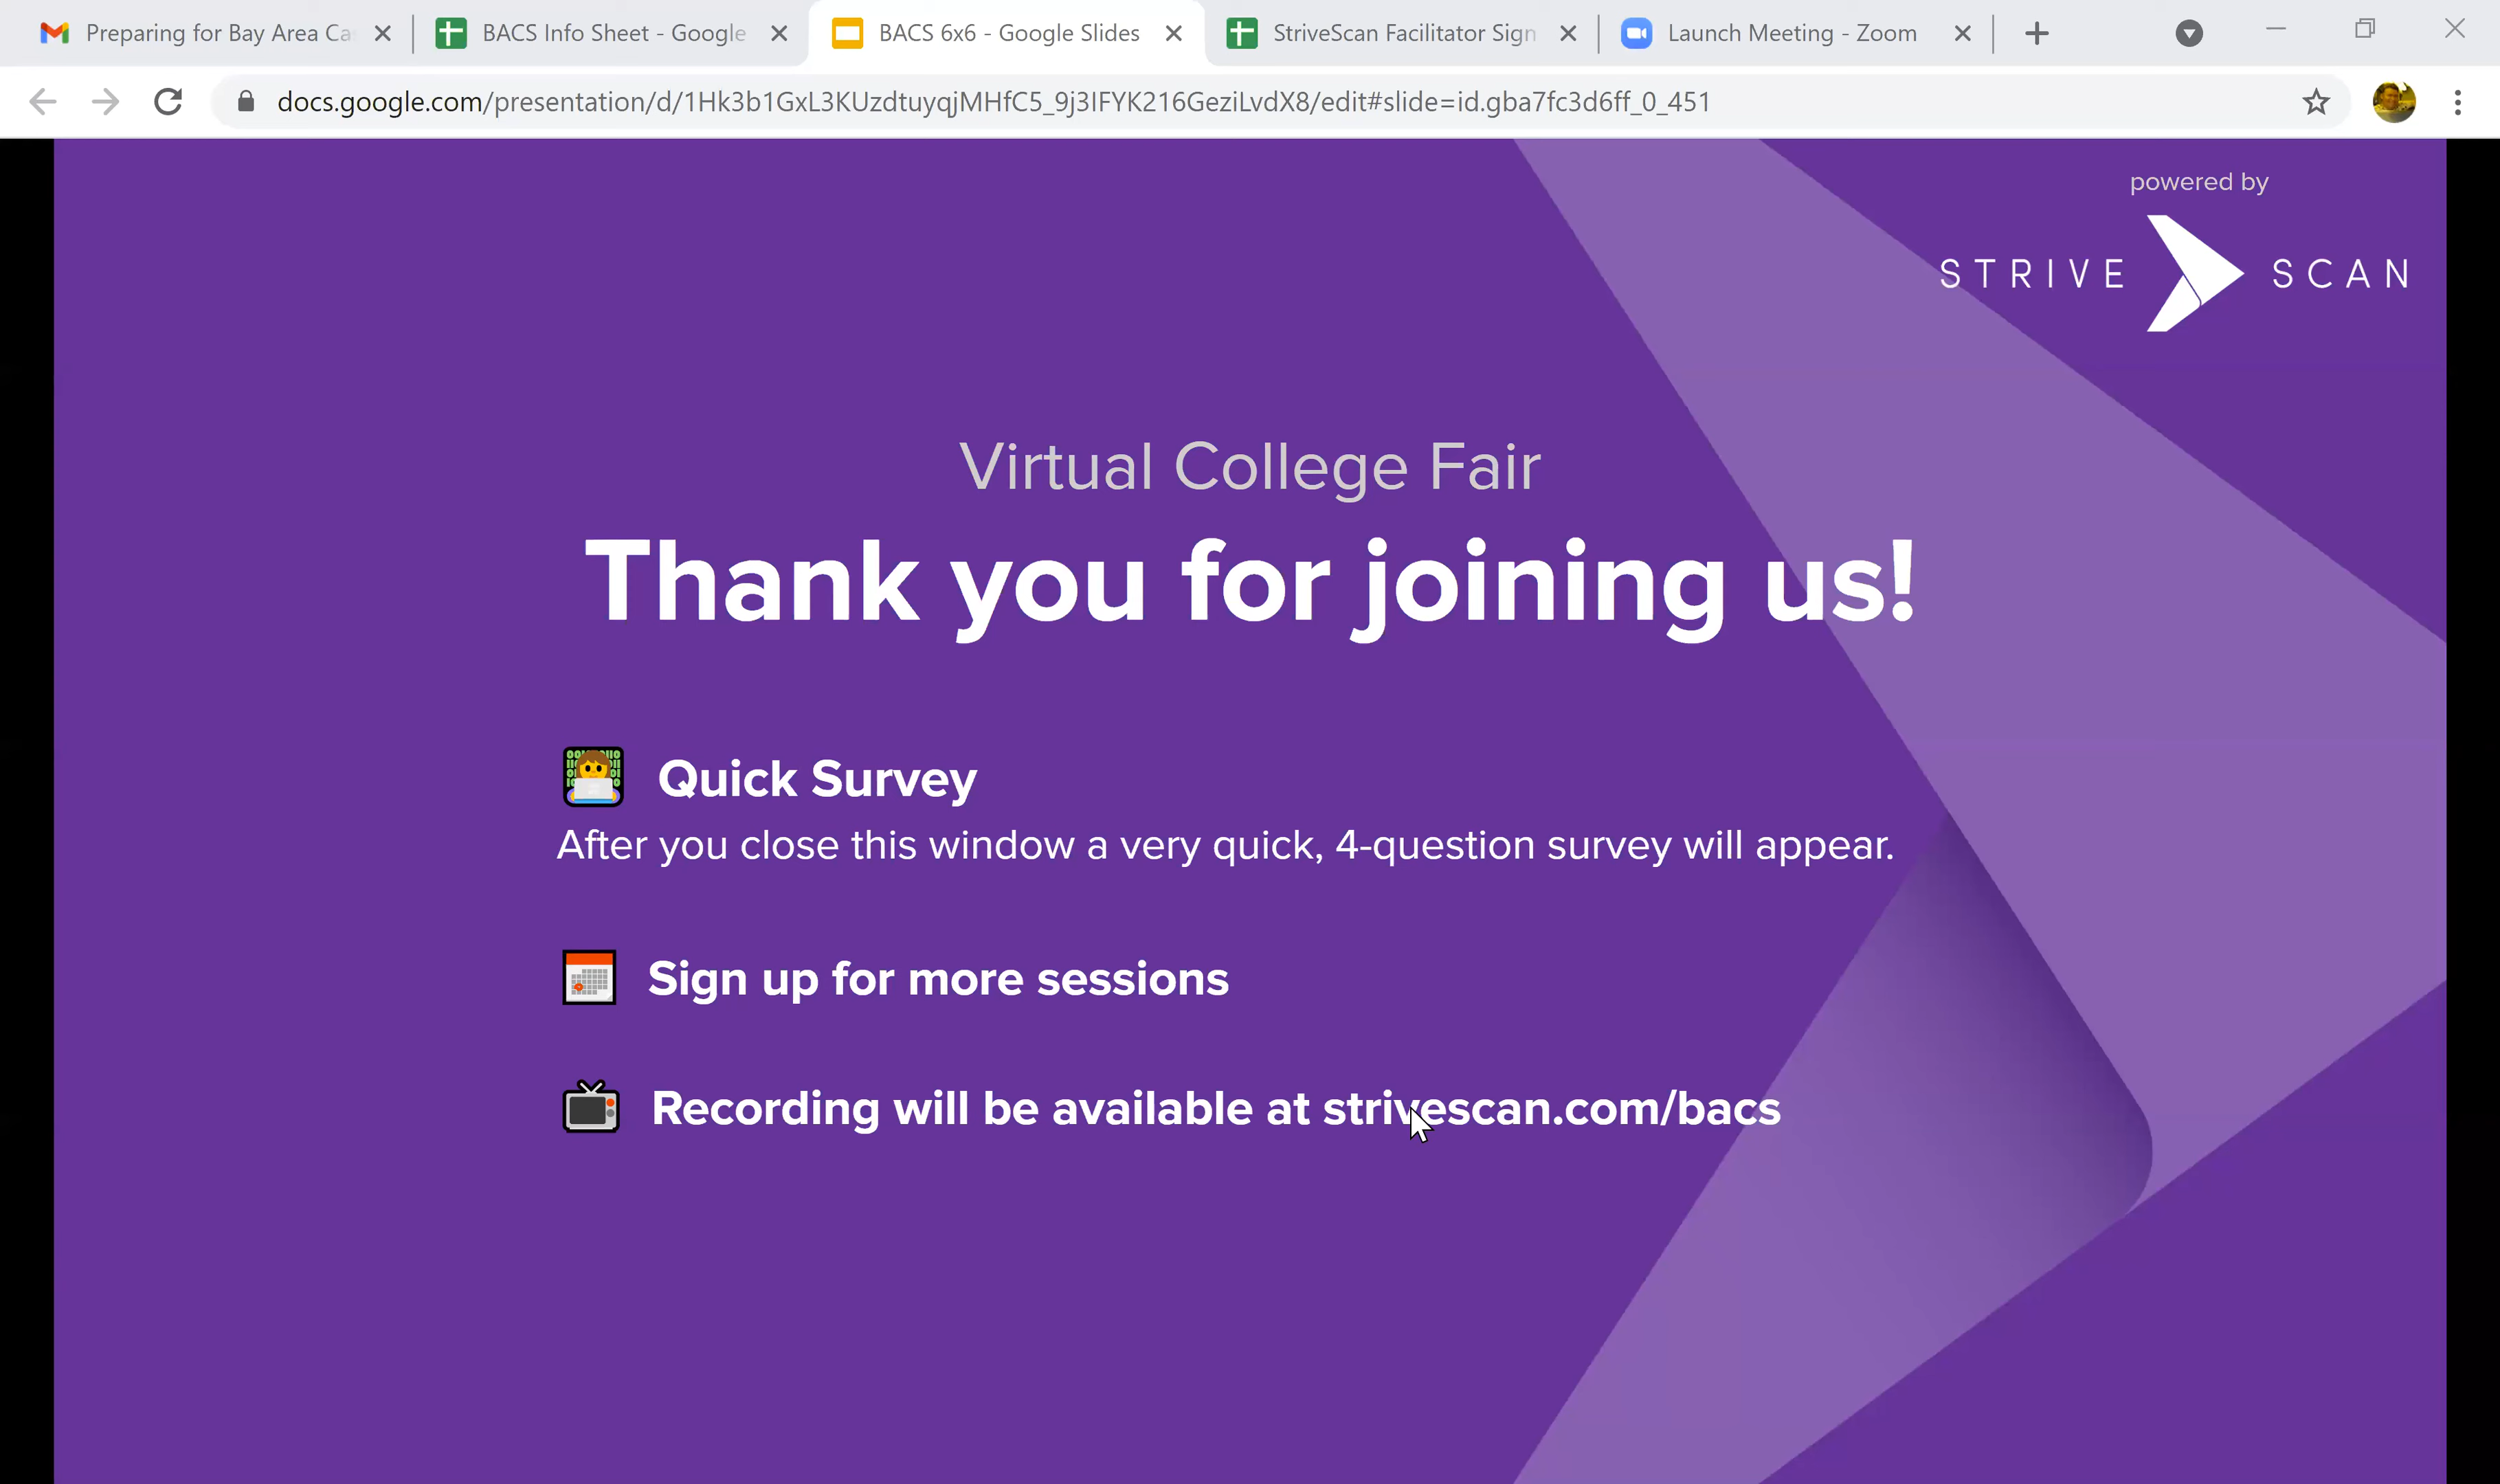 Preparing for Bay Area Ca
BACS Info Sheet - Google
BACS 6x6 - Google Slides
StriveScan Facilitator Sign
Launch Meeting - Zoom
docs.google.com/presentation/d/1Hk3b1GxL3KUzdtuyqjMHfC5_9j3IFYK216GeziLvdX8/edit#slide=id.gba7fc3d6ff_0_451
powered by
STRIVE SCAN
Virtual College Fair
Thank you for joining us!
Quick Survey
After you close this window a very quick, 4-question survey will appear.
Sign up for more sessions
Recording will be available at strivescan.com/bacs